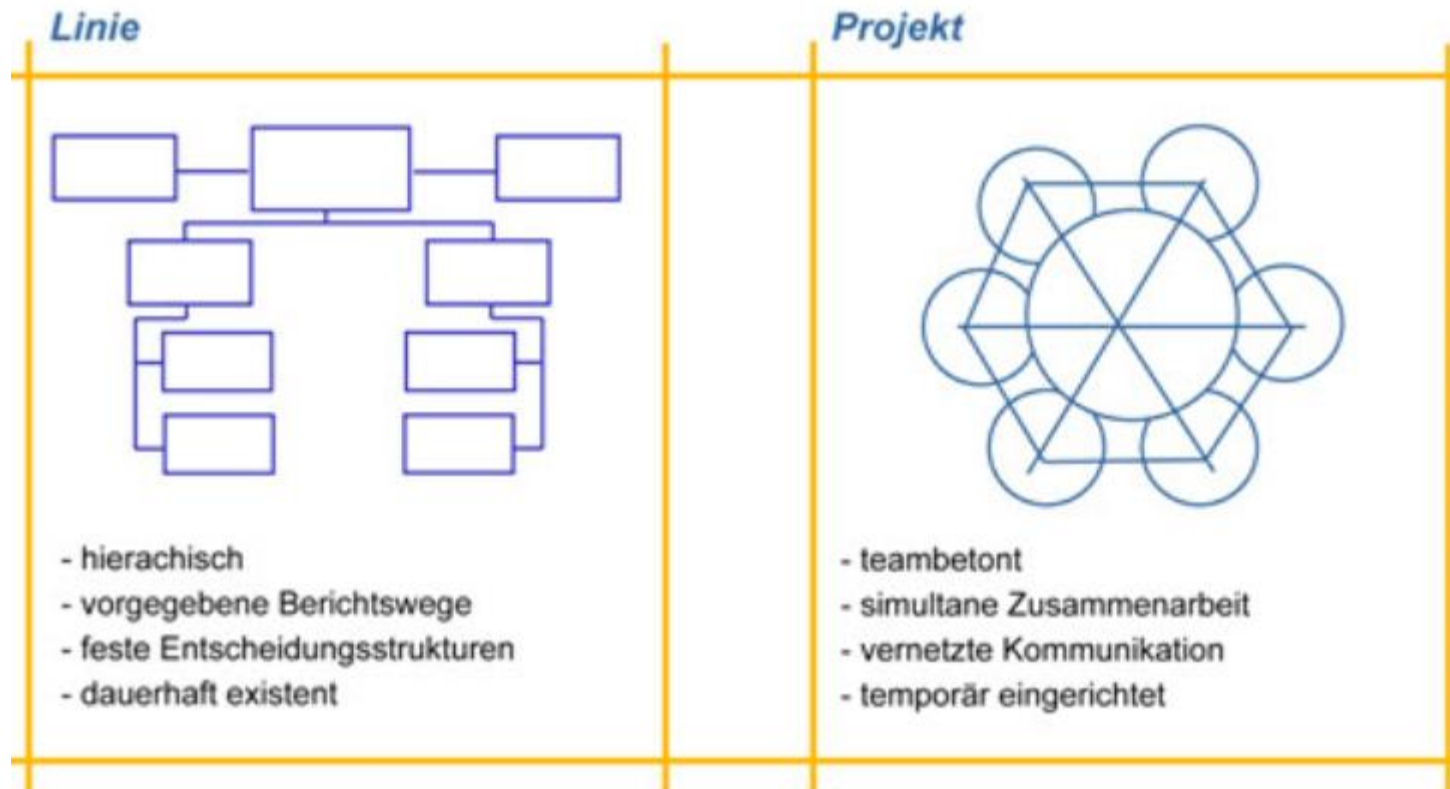 Linie
- hierachisch
- vorgegebene Berichtswege
- feste Entscheidungsstrukturen
- dauerhaft existent
Projekt
- teambetont
- simultane Zusammenarbeit
- vernetzte Kommunikation
- temporär eingerichtet